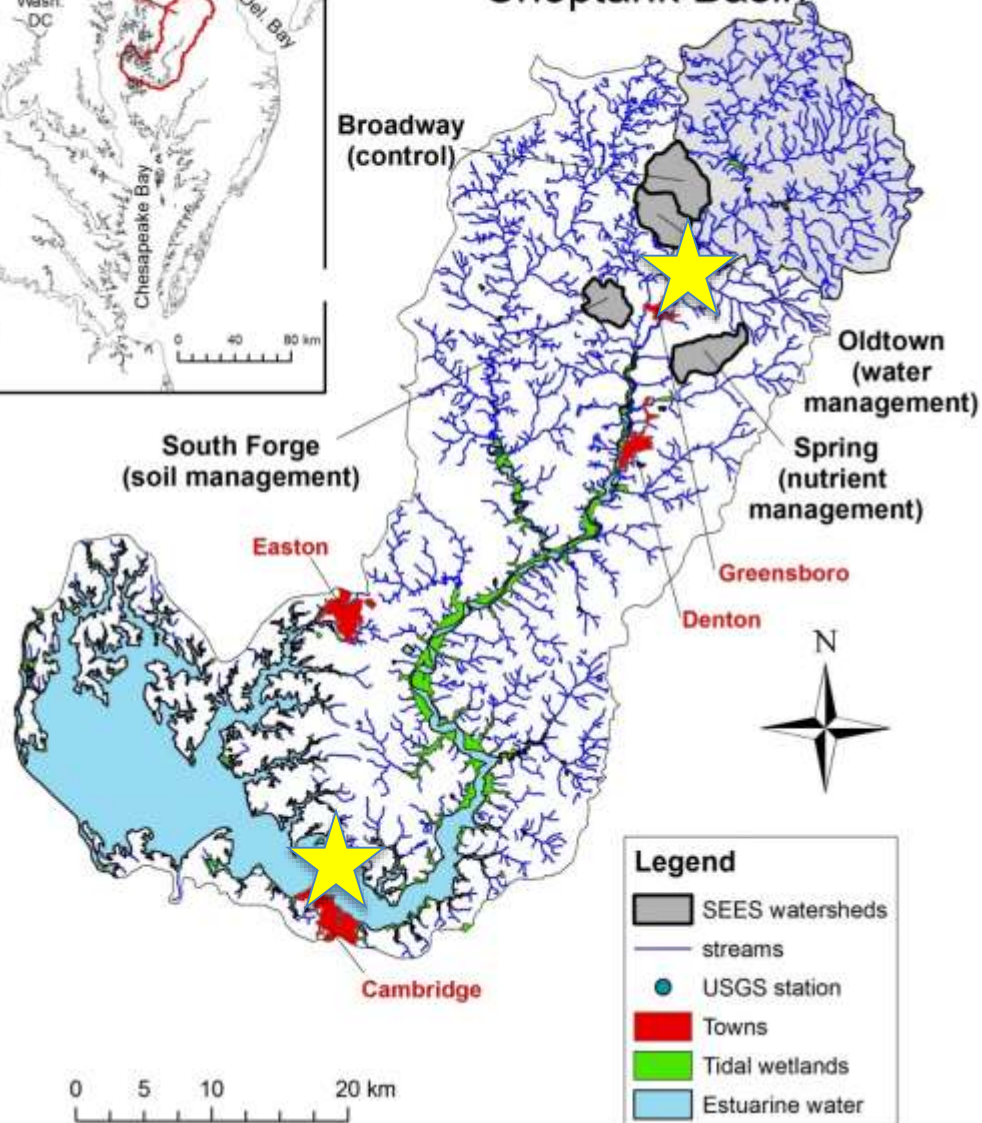 Wash.
DC
Del. Bay
Chesapeake Bay
0 40 80 km
Choptank Basin
Broadway
(control)
Oldtown
(water
management)
South Forge
(soil management)
Spring
(nutrient
management)
Easton
Greensboro
Denton
N
Cambridge
Legend
SEES watersheds
streams
USGS station
Towns
Tidal wetlands
Estuarine water
0 5 10 20 km